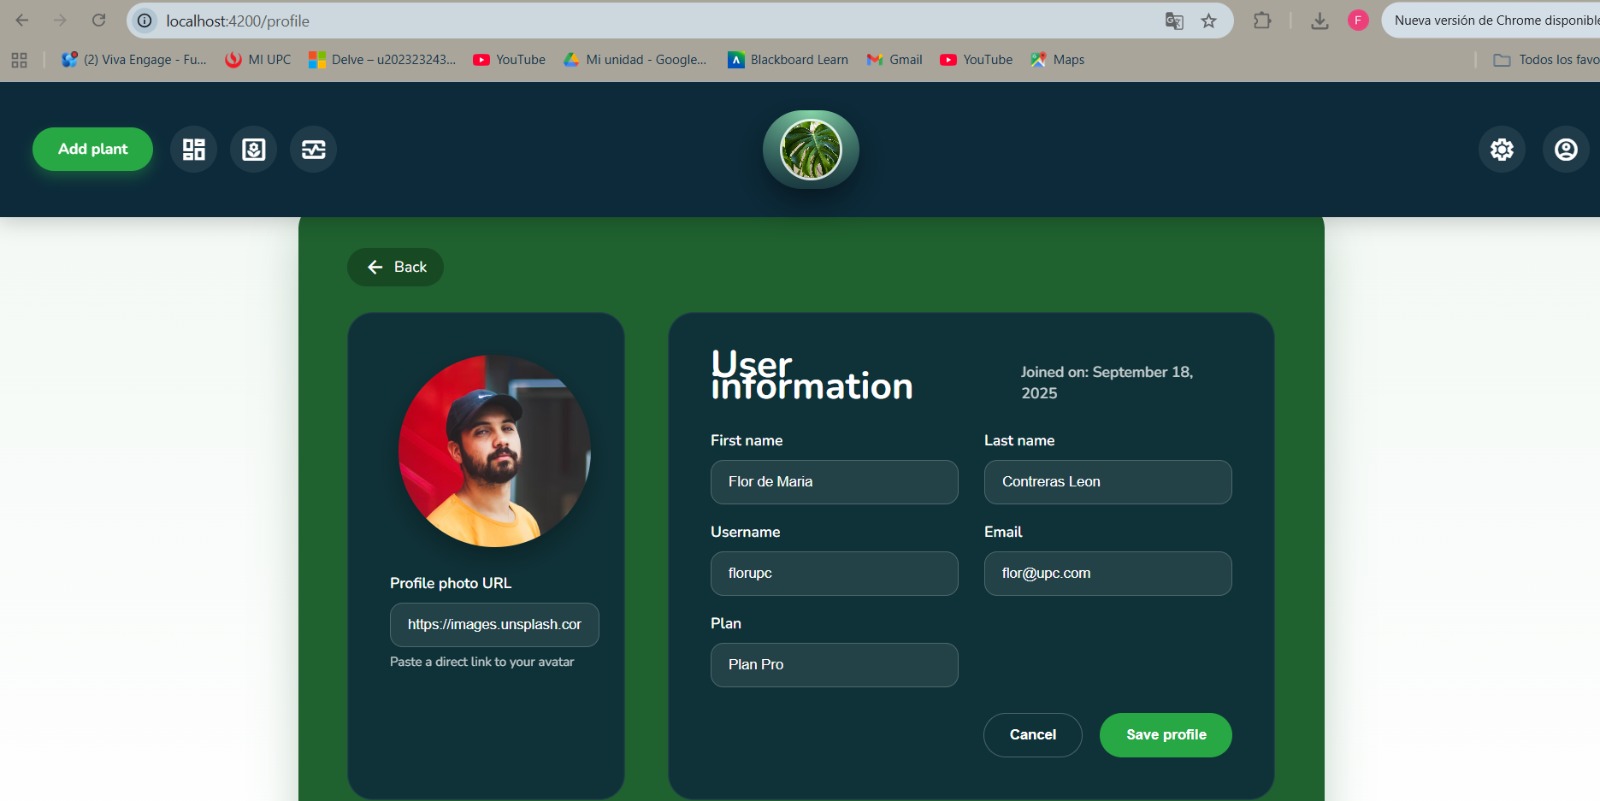 localhost:4200/profile
F
Nueva versión de Chrome disponible
(2) Viva Engage - Fu...
MI UPC
Delve – u202323243...
YouTube
Mi unidad - Google...
Blackboard Learn
Gmail
YouTube
Maps
Todos los favo
Add plant
Back
User
information
Joined on: September 18,
2025
First name
Last name
Flor de Maria
Contreras Leon
Username
Email
florupc
flor@upc.com
Profile photo URL
https://images.unsplash.cor
Paste a direct link to your avatar
Plan
Plan Pro
Cancel
Save profile